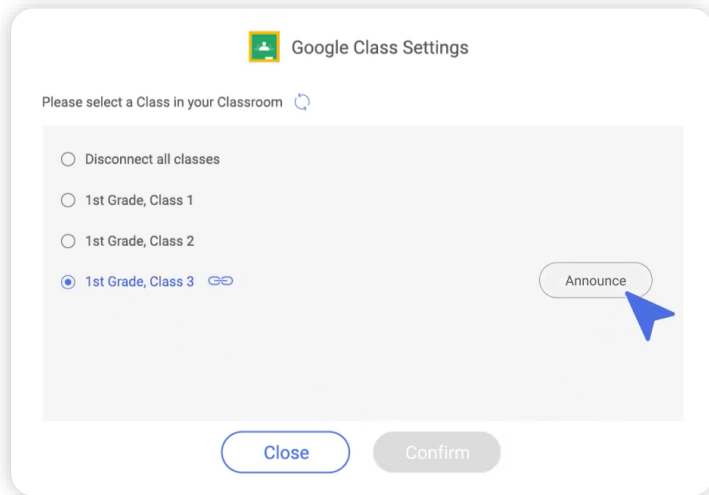 Google Class Settings
Please select a Class in your Classroom
Disconnect all classes
1st Grade, Class 1
1st Grade, Class 2
1st Grade, Class 3
Announce
Close
Confirm